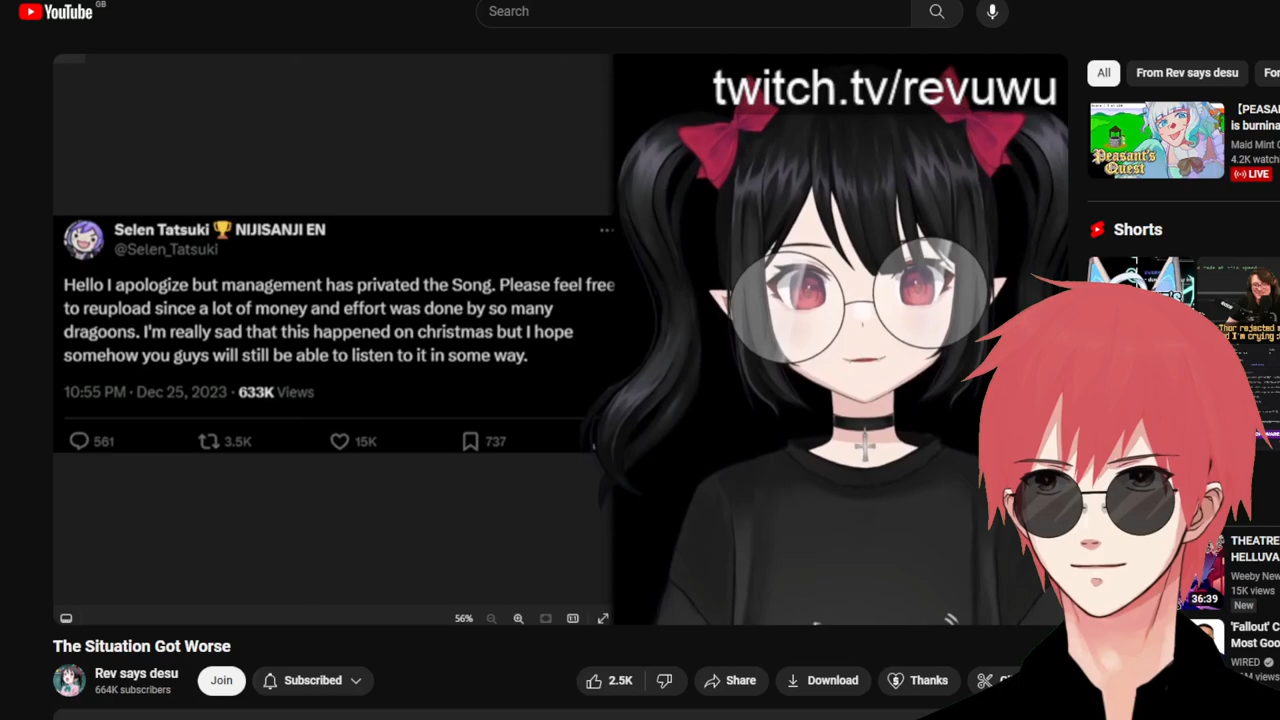 YouTube GB
Search
twitch.tv/revuwu
Selen Tatsuki 🏆 NIJISANJI EN
@Selen_Tatsuki
Hello I apologize but management has privated the Song. Please feel free
to reupload since a lot of money and effort was done by so many
dragoons. I'm really sad that this happened on christmas but I hope
somehow you guys will still be able to listen to it in some way.
10:55 PM · Dec 25, 2023 · 633K Views
561 3.5K 15K 737
56%
The Situation Got Worse
Rev says desu
664K subscribers
Join
Subscribed
2.5K
Share
Download
Thanks
All
From Rev says desu
【PEASA
is burnina
Maid Mint
4.2K watch
LIVE
Peasant's
Quest
Shorts
Thor rejected
THEATRE
HELLUVA
Weeby New
15K views
New
36:39
'Fallout' C
Most Goo
WIRED